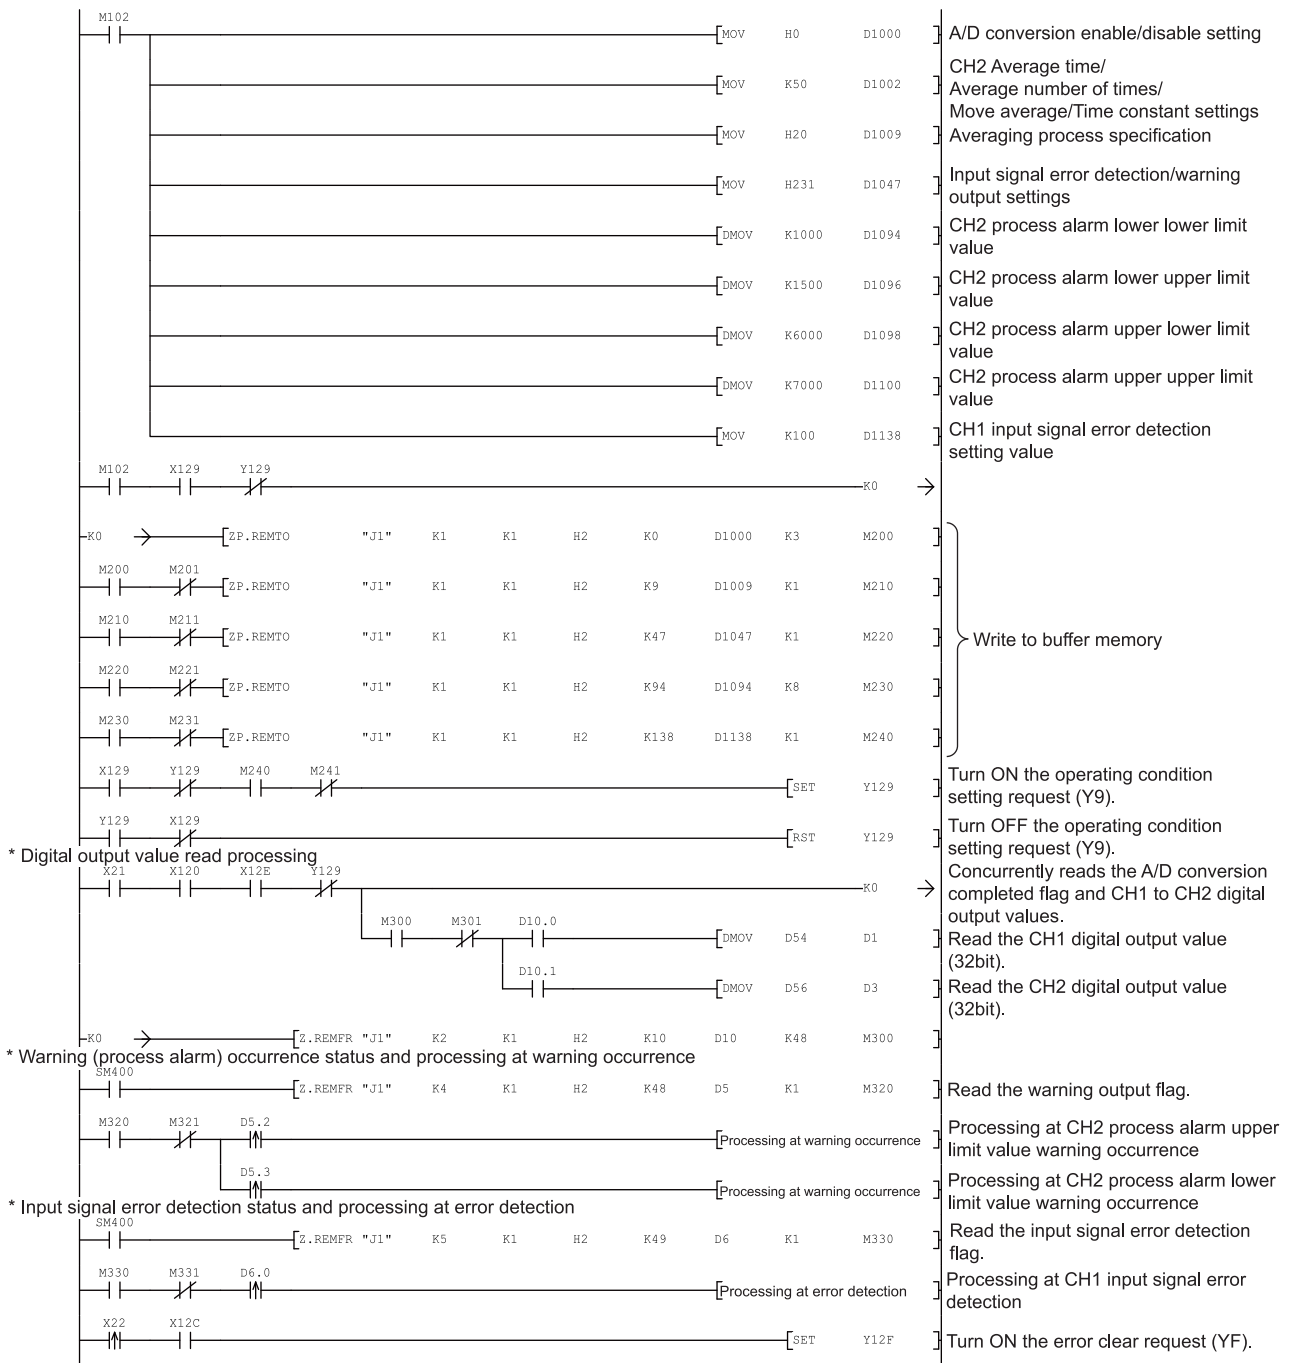 M102
MOV H0 D1000 A/D conversion enable/disable setting
CH2 Average time/
MOV K50 D1002 Average number of times/
Move average/Time constant settings
MOV H20 D1009 Averaging process specification
MOV H231 D1047 Input signal error detection/warning
output settings
DMOV K1000 D1094 CH2 process alarm lower lower limit
value
DMOV K1500 D1096 CH2 process alarm lower upper limit
value
DMOV K6000 D1098 CH2 process alarm upper lower limit
value
DMOV K7000 D1100 CH2 process alarm upper upper limit
value
MOV K100 D1138 CH1 input signal error detection
setting value
M102 X129 Y129
K0
K0 ZP.REMTO "J1" K1 K1 H2 K0 D1000 K3 M200
M200 M201
ZP.REMTO "J1" K1 K1 H2 K9 D1009 K1 M210
M210 M211
ZP.REMTO "J1" K1 K1 H2 K47 D1047 K1 M220 Write to buffer memory
M220 M221
ZP.REMTO "J1" K1 K1 H2 K94 D1094 K8 M230
M230 M231
ZP.REMTO "J1" K1 K1 H2 K138 D1138 K1 M240
X129 Y129 M240 M241
SET Y129 Turn ON the operating condition
setting request (Y9).
Y129 X129
RST Y129 Turn OFF the operating condition
setting request (Y9).
* Digital output value read processing
X21 X120 X12E Y129
K0 Concurrently reads the A/D conversion
completed flag and CH1 to CH2 digital
output values.
M300 M301 D10.0
DMOV D54 D1 Read the CH1 digital output value
(32bit).
D10.1
DMOV D56 D3 Read the CH2 digital output value
(32bit).
K0 Z.REMFR "J1" K2 K1 H2 K10 D10 K48 M300
* Warning (process alarm) occurrence status and processing at warning occurrence
SM400
Z.REMFR "J1" K4 K1 H2 K48 D5 K1 M320 Read the warning output flag.
M320 M321 D5.2
Processing at warning occurrence Processing at CH2 process alarm upper
limit value warning occurrence
D5.3
Processing at warning occurrence Processing at CH2 process alarm lower
limit value warning occurrence
* Input signal error detection status and processing at error detection
SM400
Z.REMFR "J1" K5 K1 H2 K49 D6 K1 M330 Read the input signal error detection
flag.
M330 M331 D6.0
Processing at error detection Processing at CH1 input signal error
detection
X22 X12C
SET Y12F Turn ON the error clear request (YF).